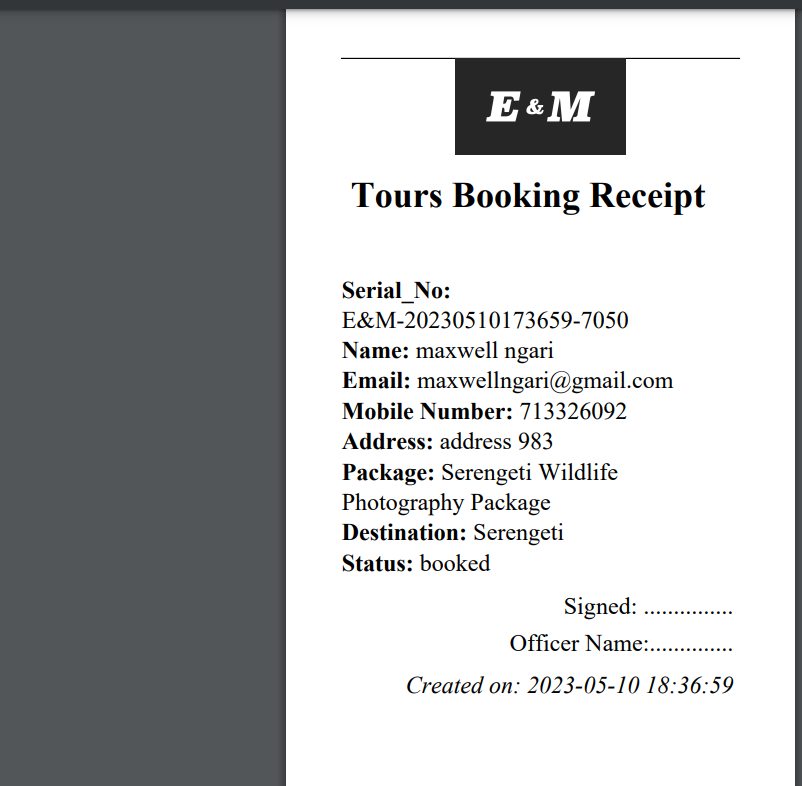 E & M
Tours Booking Receipt
Serial_No:
E&M-20230510173659-7050
Name: maxwell ngari
Email: maxwellngari@gmail.com
Mobile Number: 713326092
Address: address 983
Package: Serengeti Wildlife
Photography Package
Destination: Serengeti
Status: booked
Signed: ...............
Officer Name:..............
Created on: 2023-05-10 18:36:59